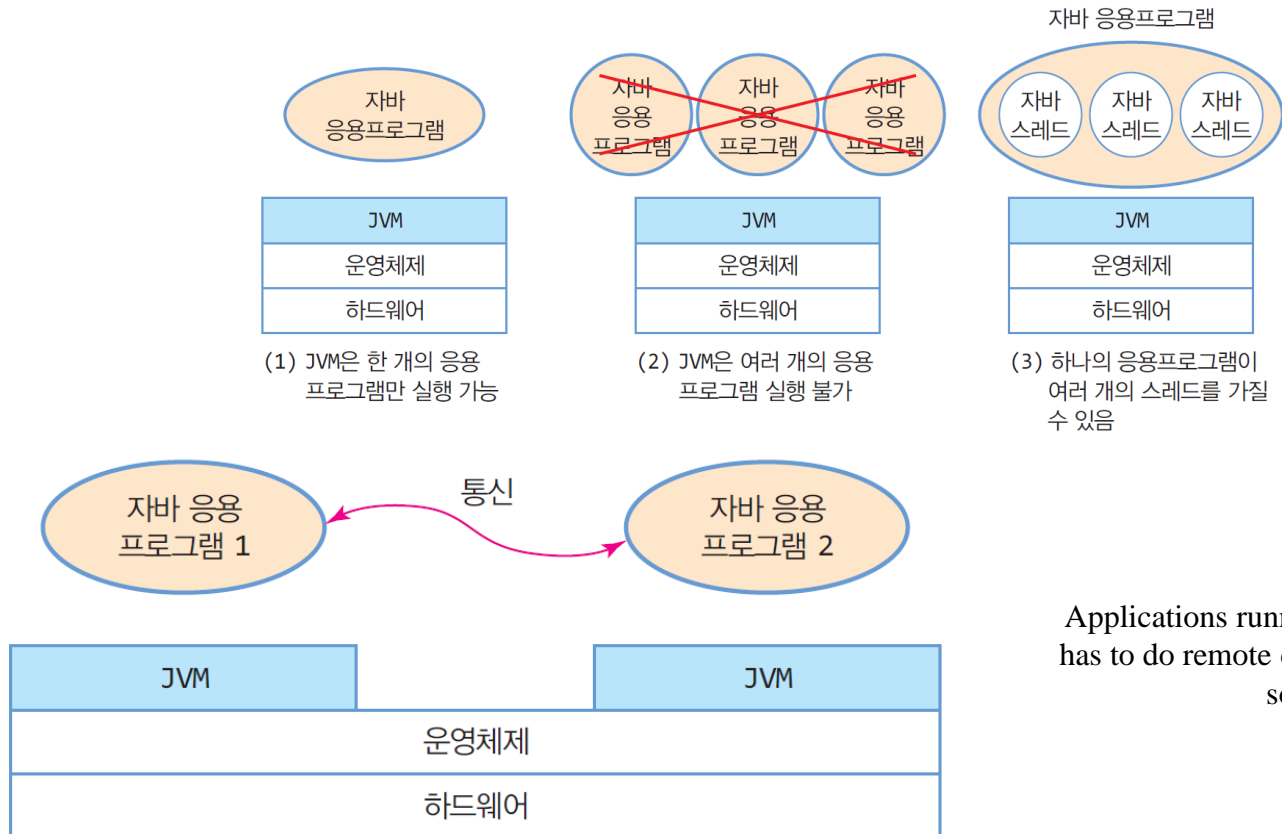 자바 응용프로그램
자바
응용프로그램
자바
응용
프로그램
자바
응용
프로그램
자바
응용
프로그램
자바
스레드
자바
스레드
자바
스레드
JVM
운영체제
하드웨어
JVM
운영체제
하드웨어
JVM
운영체제
하드웨어
(1) JVM은 한 개의 응용
프로그램만 실행 가능
(2) JVM은 여러 개의 응용
프로그램 실행 불가
(3) 하나의 응용프로그램이
여러 개의 스레드를 가질
수 있음
자바 응용
프로그램 1
통신
자바 응용
프로그램 2
Applications
has to do remote
JVM
JVM
운영체제
하드웨어